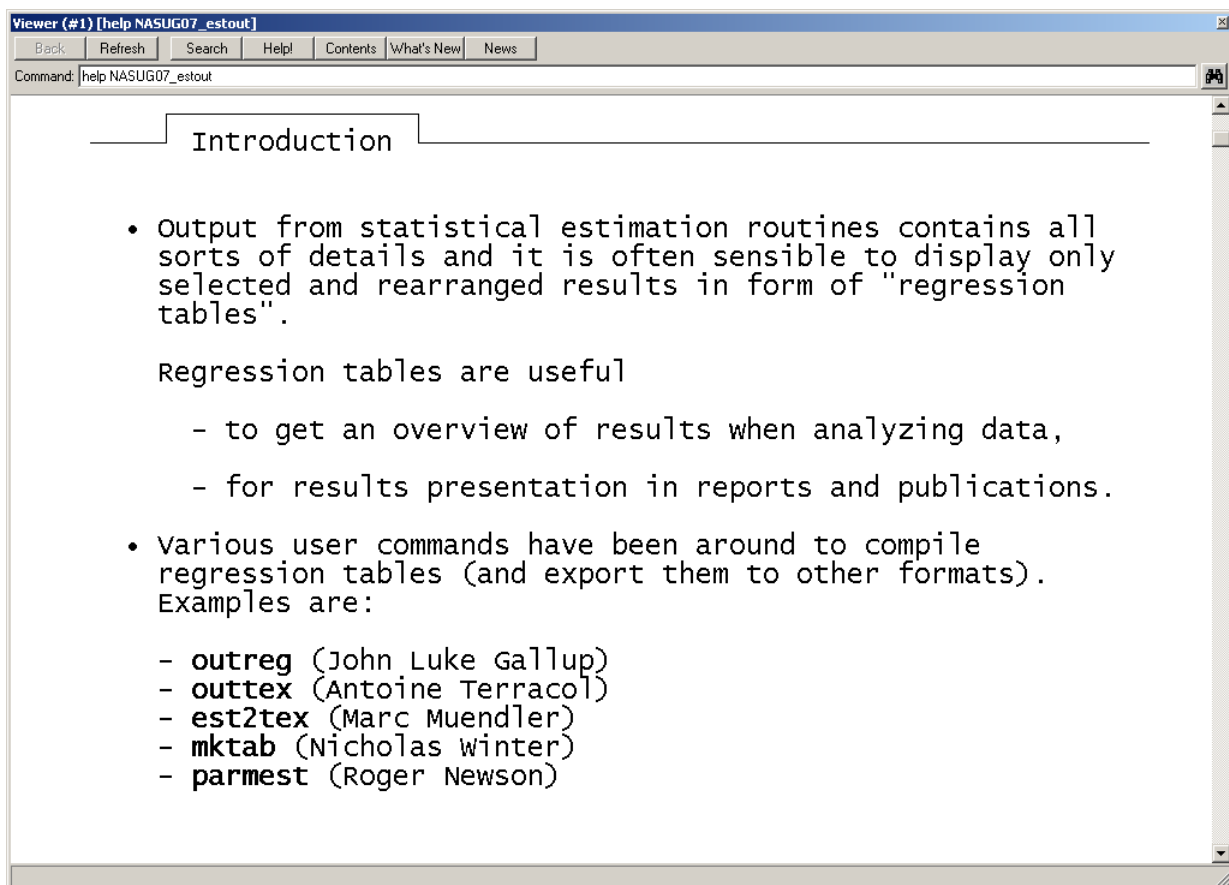 Viewer (#1) [help NASUG07_estout]
Back Refresh Search Help! Contents What's New News
Command: help NASUG07_estout
Introduction
• Output from statistical estimation routines contains all
sorts of details and it is often sensible to display only
selected and rearranged results in form of "regression
tables".
Regression tables are useful
- to get an overview of results when analyzing data,
- for results presentation in reports and publications.
• Various user commands have been around to compile
regression tables (and export them to other formats).
Examples are:
- outreg (John Luke Gallup)
- outtex (Antoine Terracol)
- est2tex (Marc Muendler)
- mktab (Nicholas Winter)
- parmest (Roger Newson)